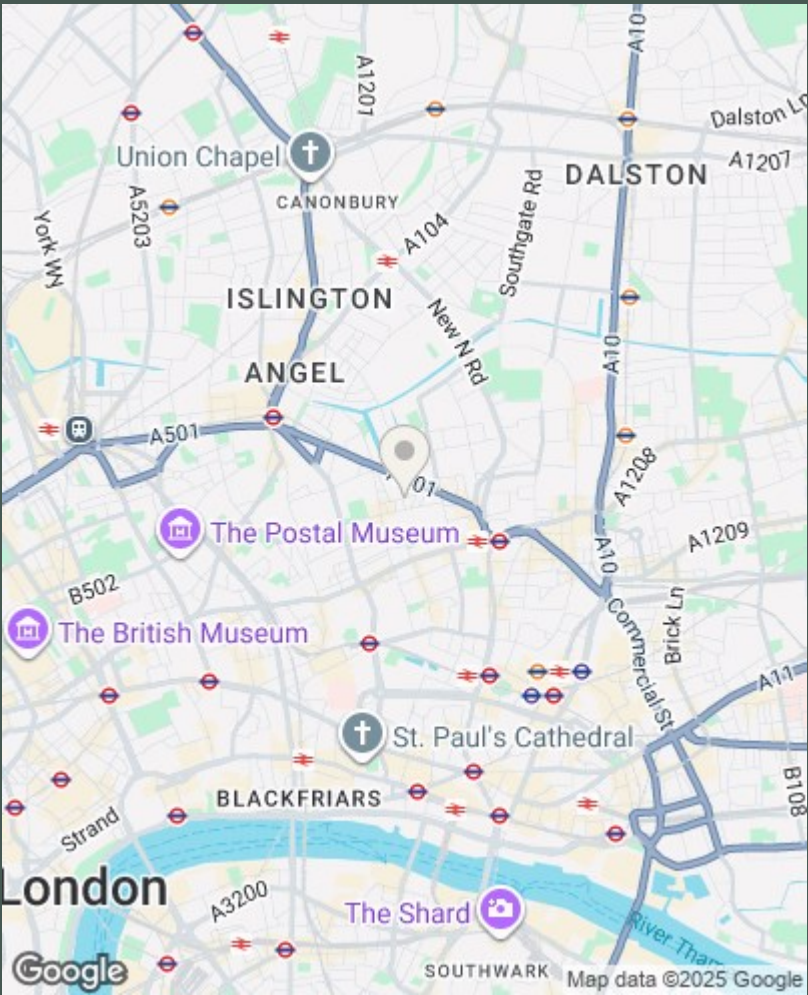 A10
A1201
Dalston Ln
Union Chapel
DALSTON
A1207
CANONBURY
A5203
Southgate Rd
York Wy
A104
ISLINGTON
New N Rd
ANGEL
A10
A501
A1208
01
The Postal Museum
A1209
A10
B502
Commercial St
Brick Ln
The British Museum
A11
St. Paul's Cathedral
B108
BLACKFRIARS
Strand
London
A3200
The Shard
River
SOUTHWARK
Google
Map data ©2025 Google